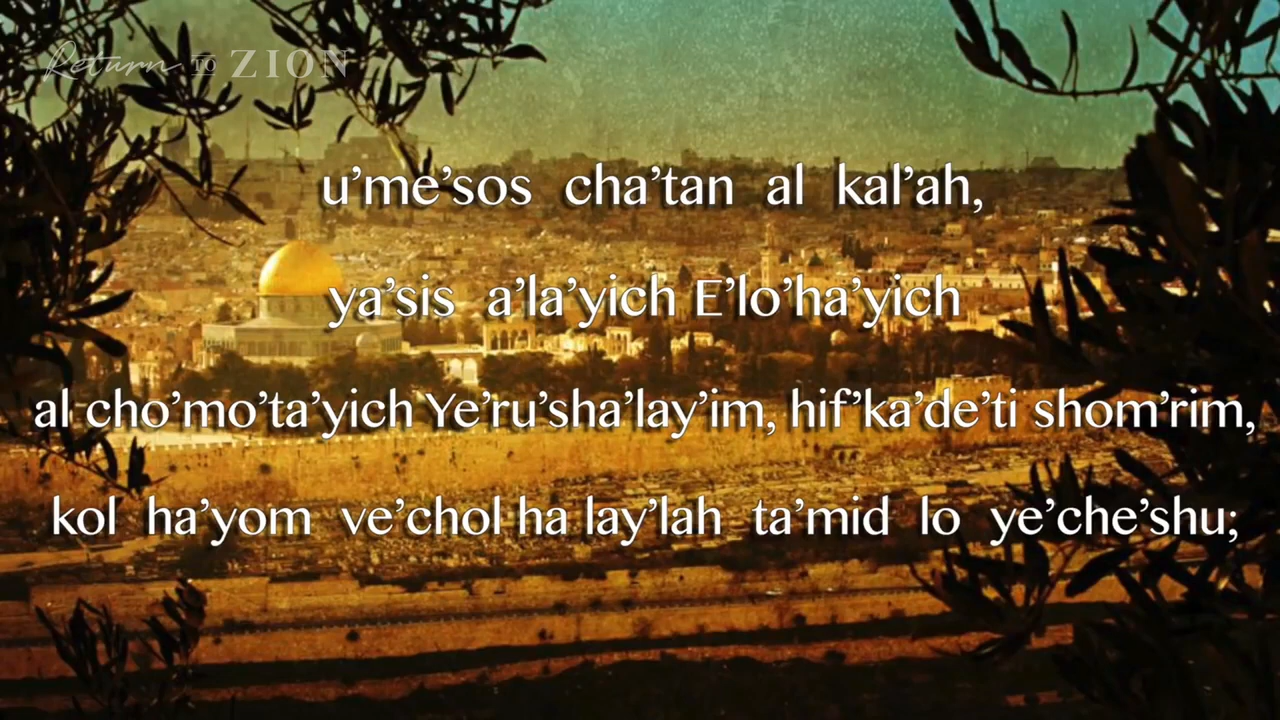 Return TO ZION
u’me’sos cha’tan al kal’ah,
ya’sis a’la’yich E’lo’ha’yich
al cho’mo’ta’yich Ye’ru’sha’lay’im, hif’ka’de’ti shom’rim,
kol ha’yom ve’chol ha lay’lah ta’mid lo ye’che’shu;